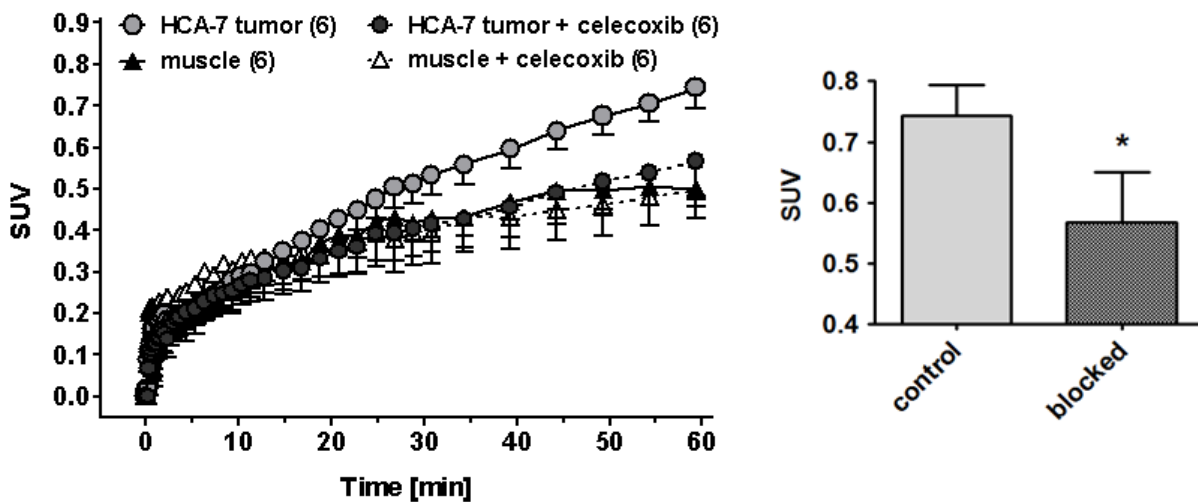 HCA-7 tumor (6) HCA-7 tumor + celecoxib (6)
muscle (6) muscle + celecoxib (6)
0.9
0.8
0.7
0.6
0.5
0.4
0.3
0.2
0.1
0.0
SUV
0 10 20 30 40 50 60
Time [min]
0.8
0.7
0.6
0.5
0.4
SUV
*
control
blocked